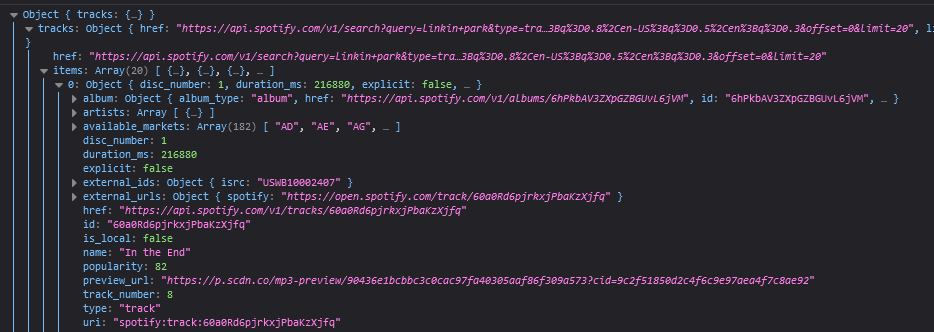 Object { tracks: {…} }
tracks: Object { href: "https://api.spotify.com/v1/search?query=linkin+park&type=tra…3Bq%3D0.8%2Cen-US%3Bq%3D0.5%2Cen%3Bq%3D0.3&offset=0&limit=20", li
}
href: "https://api.spotify.com/v1/search?query=linkin+park&type=tra…3Bq%3D0.8%2Cen-US%3Bq%3D0.5%2Cen%3Bq%3D0.3&offset=0&limit=20"
items: Array(20) [ {…}, {…}, {…}, … ]
0: Object { disc_number: 1, duration_ms: 216880, explicit: false, … }
album: Object { album_type: "album", href: "https://api.spotify.com/v1/albums/6hPkbAV3ZXpGZBGUvL6jVM", id: "6hPkbAV3ZXpGZBGUvL6jVM", … }
artists: Array [ {…} ]
available_markets: Array(182) [ "AD", "AE", "AG", … ]
disc_number: 1
duration_ms: 216880
explicit: false
external_ids: Object { isrc: "USWB10002407" }
external_urls: Object { spotify: "https://open.spotify.com/track/60a0Rd6pjrkxjPbaKzXjfq" }
href: "https://api.spotify.com/v1/tracks/60a0Rd6pjrkxjPbaKzXjfq"
id: "60a0Rd6pjrkxjPbaKzXjfq"
is_local: false
name: "In the End"
popularity: 82
preview_url: "https://p.scdn.co/mp3-preview/90436e1bcbbc3c0cac97fa40305aaf86f309a573?cid=9c2f51850d2c4f6c9e97aea4f7c8ae92"
track_number: 8
type: "track"
uri: "spotify:track:60a0Rd6pjrkxjPbaKzXjfq"